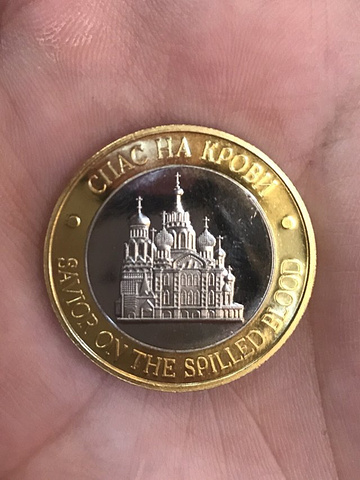 СПАС НА КРОВИ
SAVIOR ON THE SPILLED BLOOD